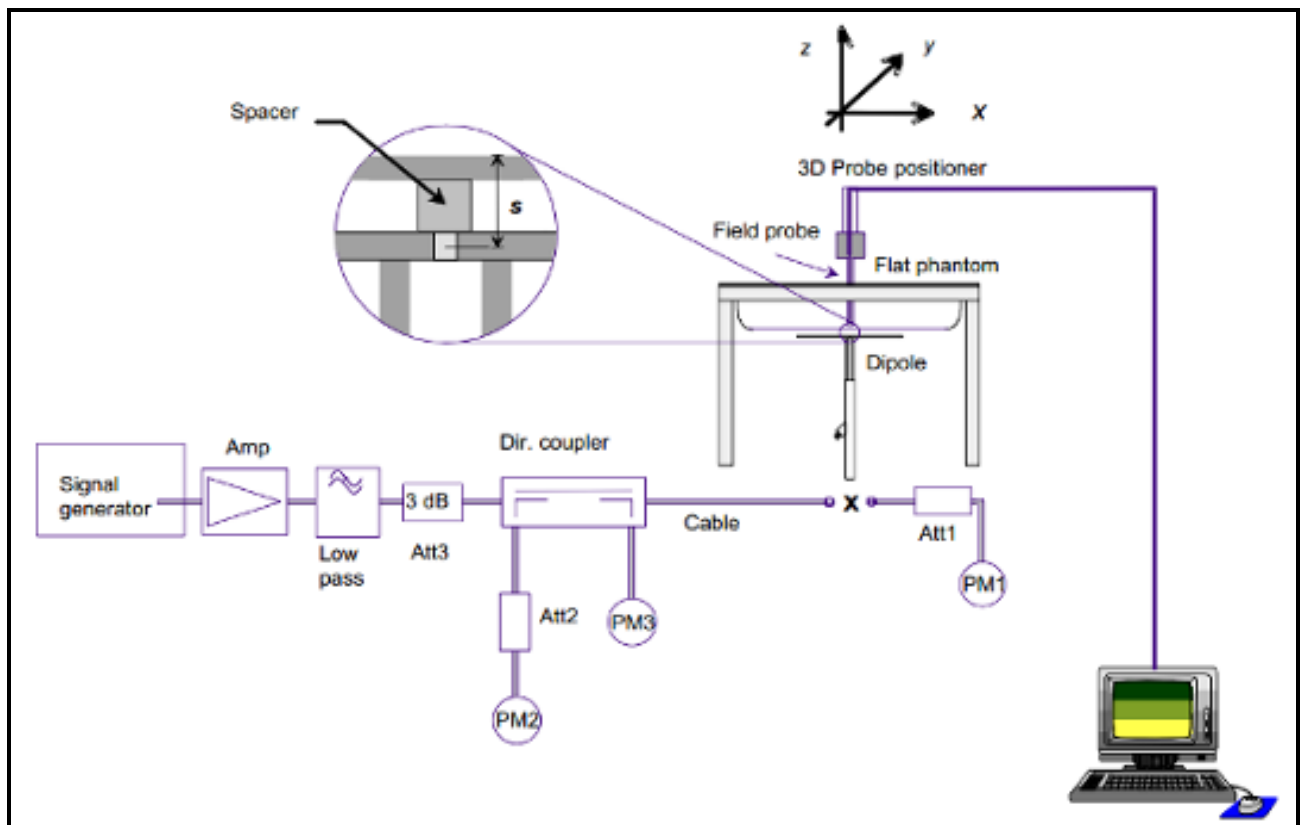 z
y
x
Spacer
s
3D Probe positioner
Field probe
Flat phantom
Dipole
Signal
generator
Amp
Low
pass
3 dB
Att3
Dir. coupler
Att2
PM2
PM3
Cable
X
Att1
PM1